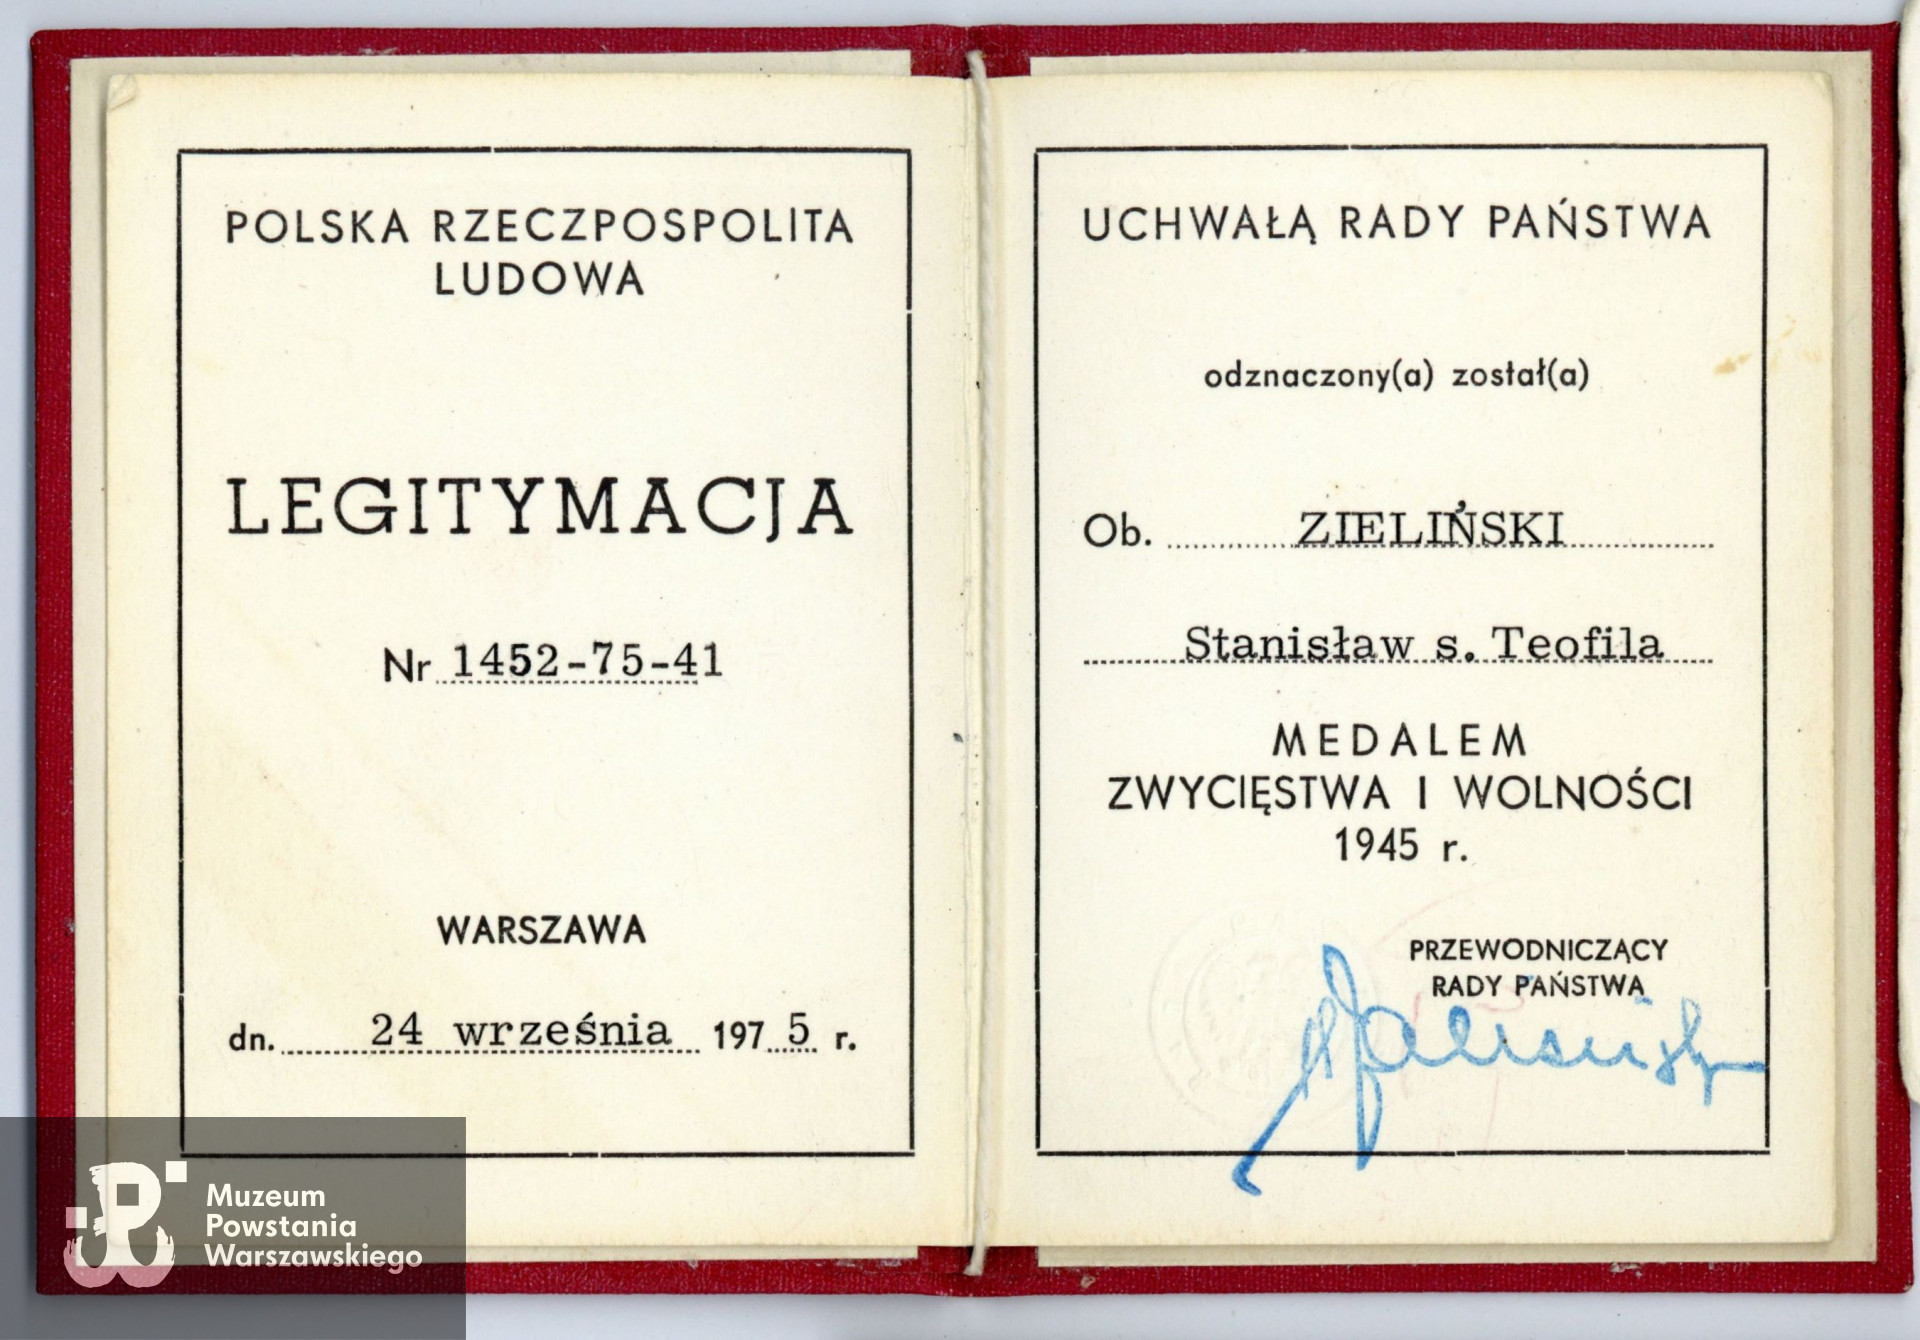 POLSKA RZECZPOSPOLITA
LUDOWA
LEGITYMACJA
Nr 1452-75-41
WARSZAWA
dn. 24 września 1975 r.
UCHWAŁĄ RADY PAŃSTWA
odznaczony(a) został(a)
Ob. ZIELIŃSKI
Stanisław s. Teofila
MEDALEM
ZWYCIĘSTWA I WOLNOŚCI
1945 r.
PRZEWODNICZĄCY
RADY PAŃSTWA
Muzeum
Powstania
Warszawskiego